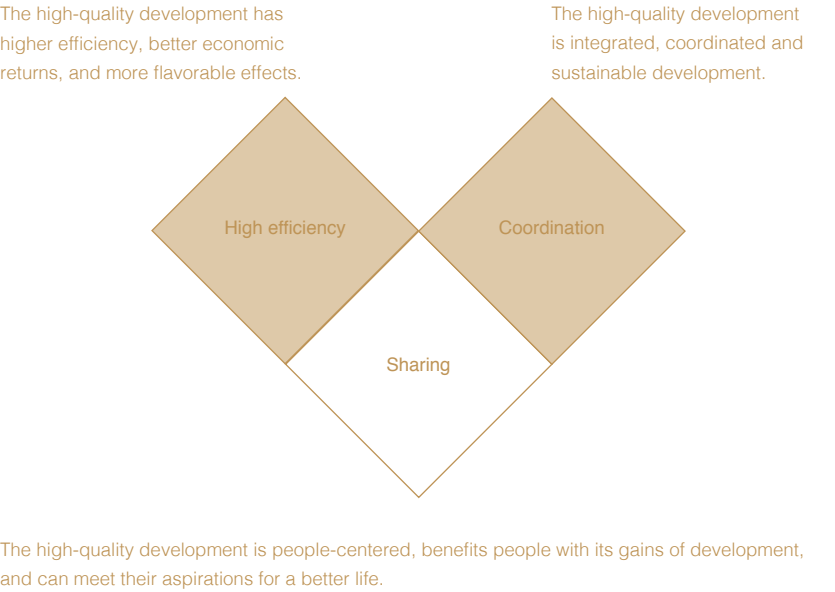 The high-quality development has
higher efficiency, better economic
returns, and more flavorable effects.
The high-quality development
is integrated, coordinated and
sustainable development.
High efficiency
Coordination
Sharing
The high-quality development is people-centered, benefits people with its gains of development,
and can meet their aspirations for a better life.